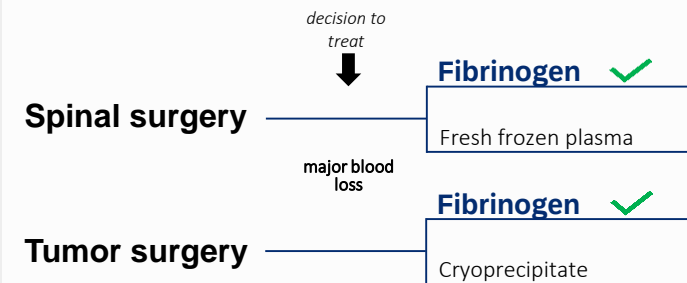 decision to
treat
Fibrinogen
Spinal surgery
Fresh frozen plasma
major blood
loss
Fibrinogen
Tumor surgery
Cryoprecipitate